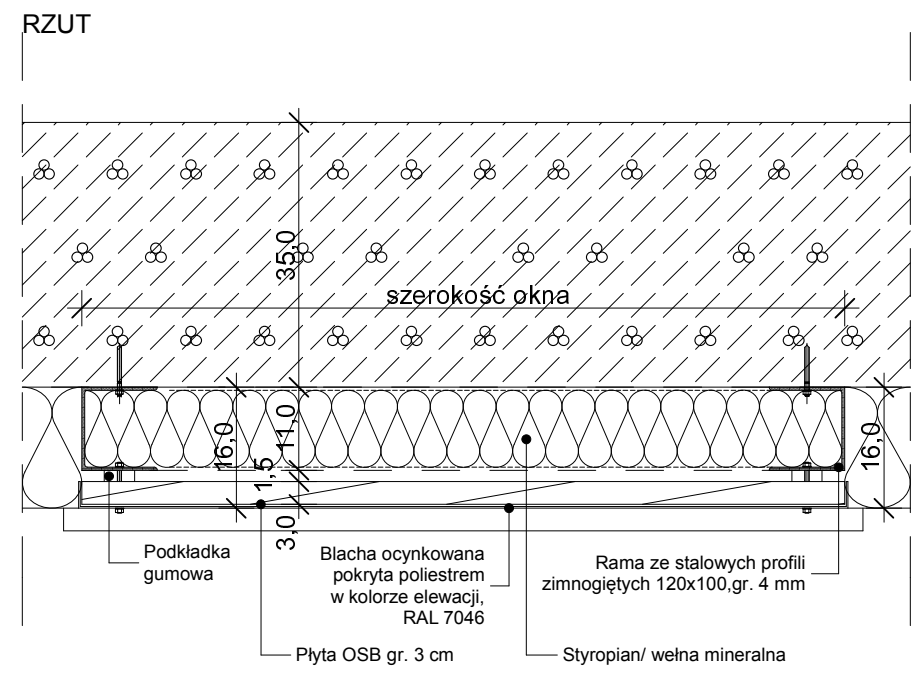 RZUT
35,0
szerokość okna
16,0
11,0
1,5
3,0
16,0
Podkładka
gumowa
Blacha ocynkowana
pokryta poliestrem
w kolorze elewacji,
RAL 7046
Rama ze stalowych profili
zimnogiętych 120x100,gr. 4 mm
Płyta OSB gr. 3 cm
Styropian/ wełna mineralna